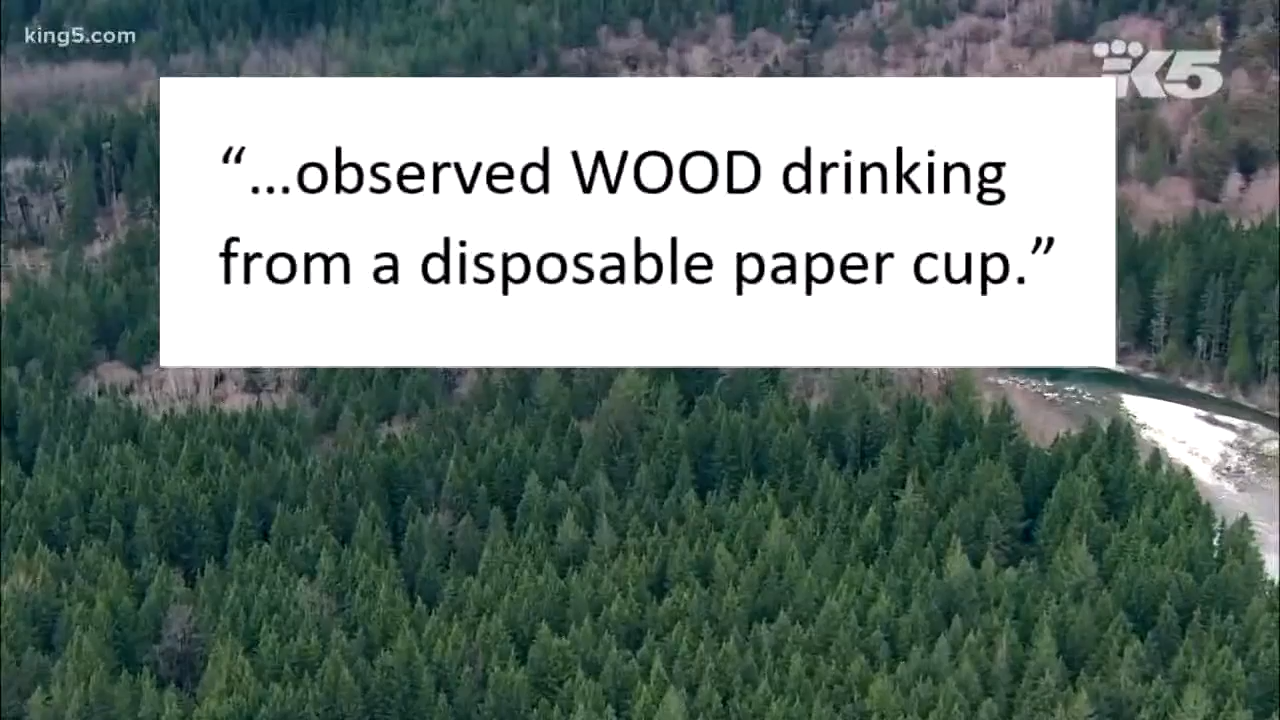 king5.com
K5
“...observed WOOD drinking
from a disposable paper cup.”